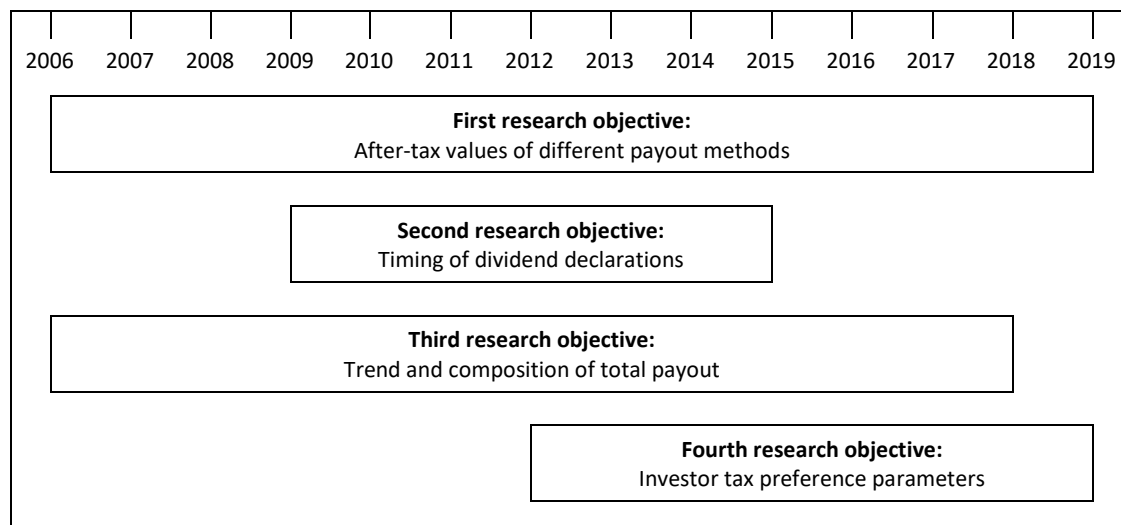 2006 2007 2008 2009 2010 2011 2012 2013 2014 2015 2016 2017 2018 2019
First research objective:
After-tax values of different payout methods
Second research objective:
Timing of dividend declarations
Third research objective:
Trend and composition of total payout
Fourth research objective:
Investor tax preference parameters